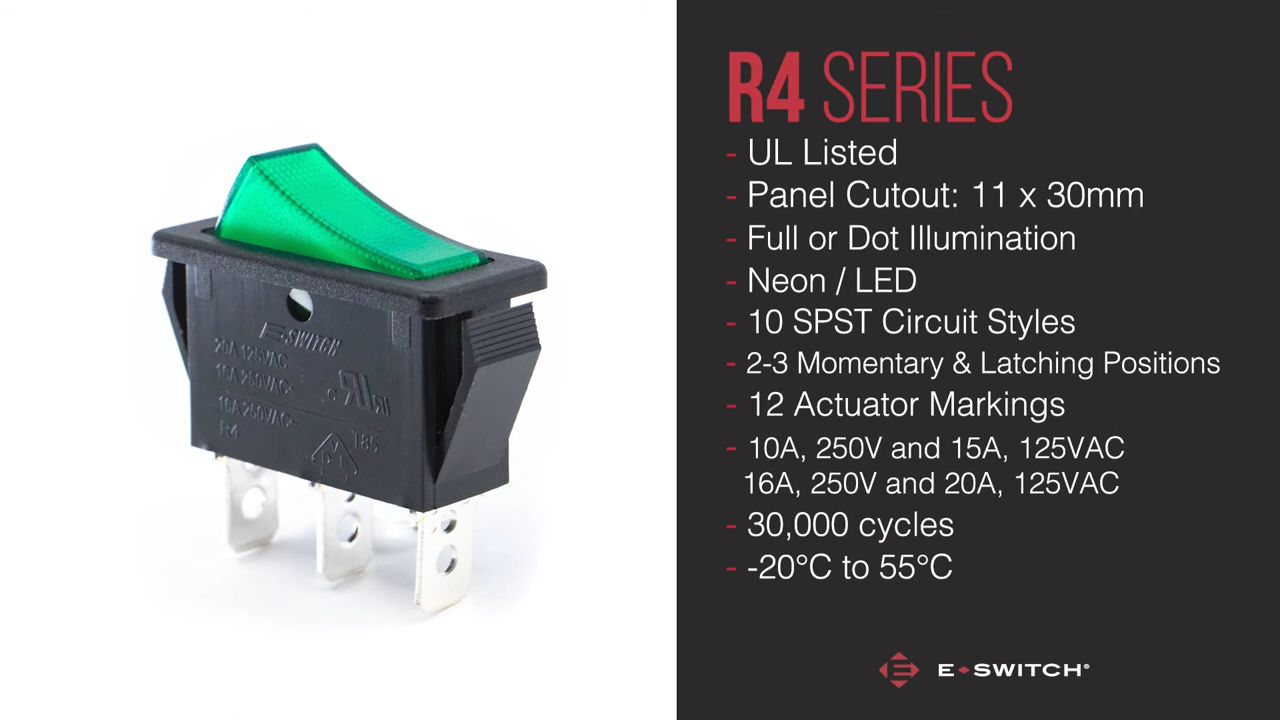 E-SWITCH
20A 125VAC
16A 250VAC~
16A 250VAC~
R4
T85
R4 SERIES
- UL Listed
- Panel Cutout: 11 x 30mm
- Full or Dot Illumination
- Neon / LED
- 10 SPST Circuit Styles
- 2-3 Momentary & Latching Positions
- 12 Actuator Markings
- 10A, 250V and 15A, 125VAC
16A, 250V and 20A, 125VAC
- 30,000 cycles
- -20°C to 55°C
E-SWITCH®